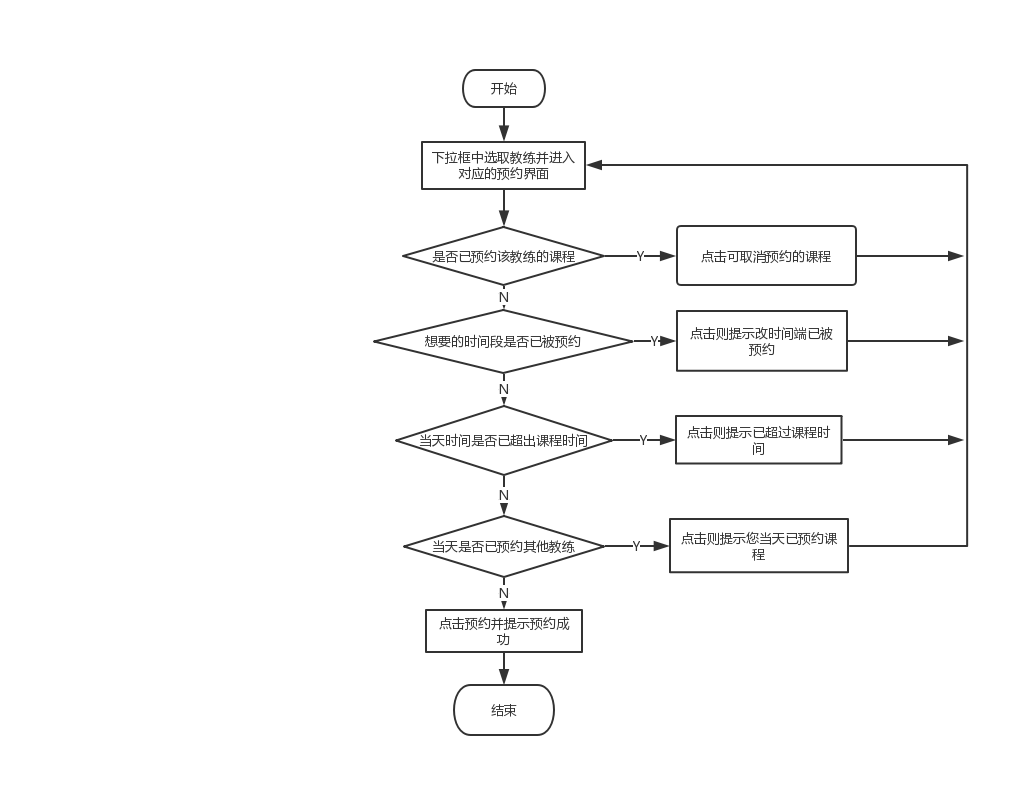 开始
下拉框中选取教练并进入
对应的预约界面
是否已预约该教练的课程
Y
点击可取消预约的课程
N
想要的时间段是否已被预约
Y
点击则提示改时间端已被
预约
N
当天时间是否已超出课程时间
Y
点击则提示已超过课程时
间
N
当天是否已预约其他教练
Y
点击则提示您当天已预约课
程
N
点击预约并提示预约成
功
结束